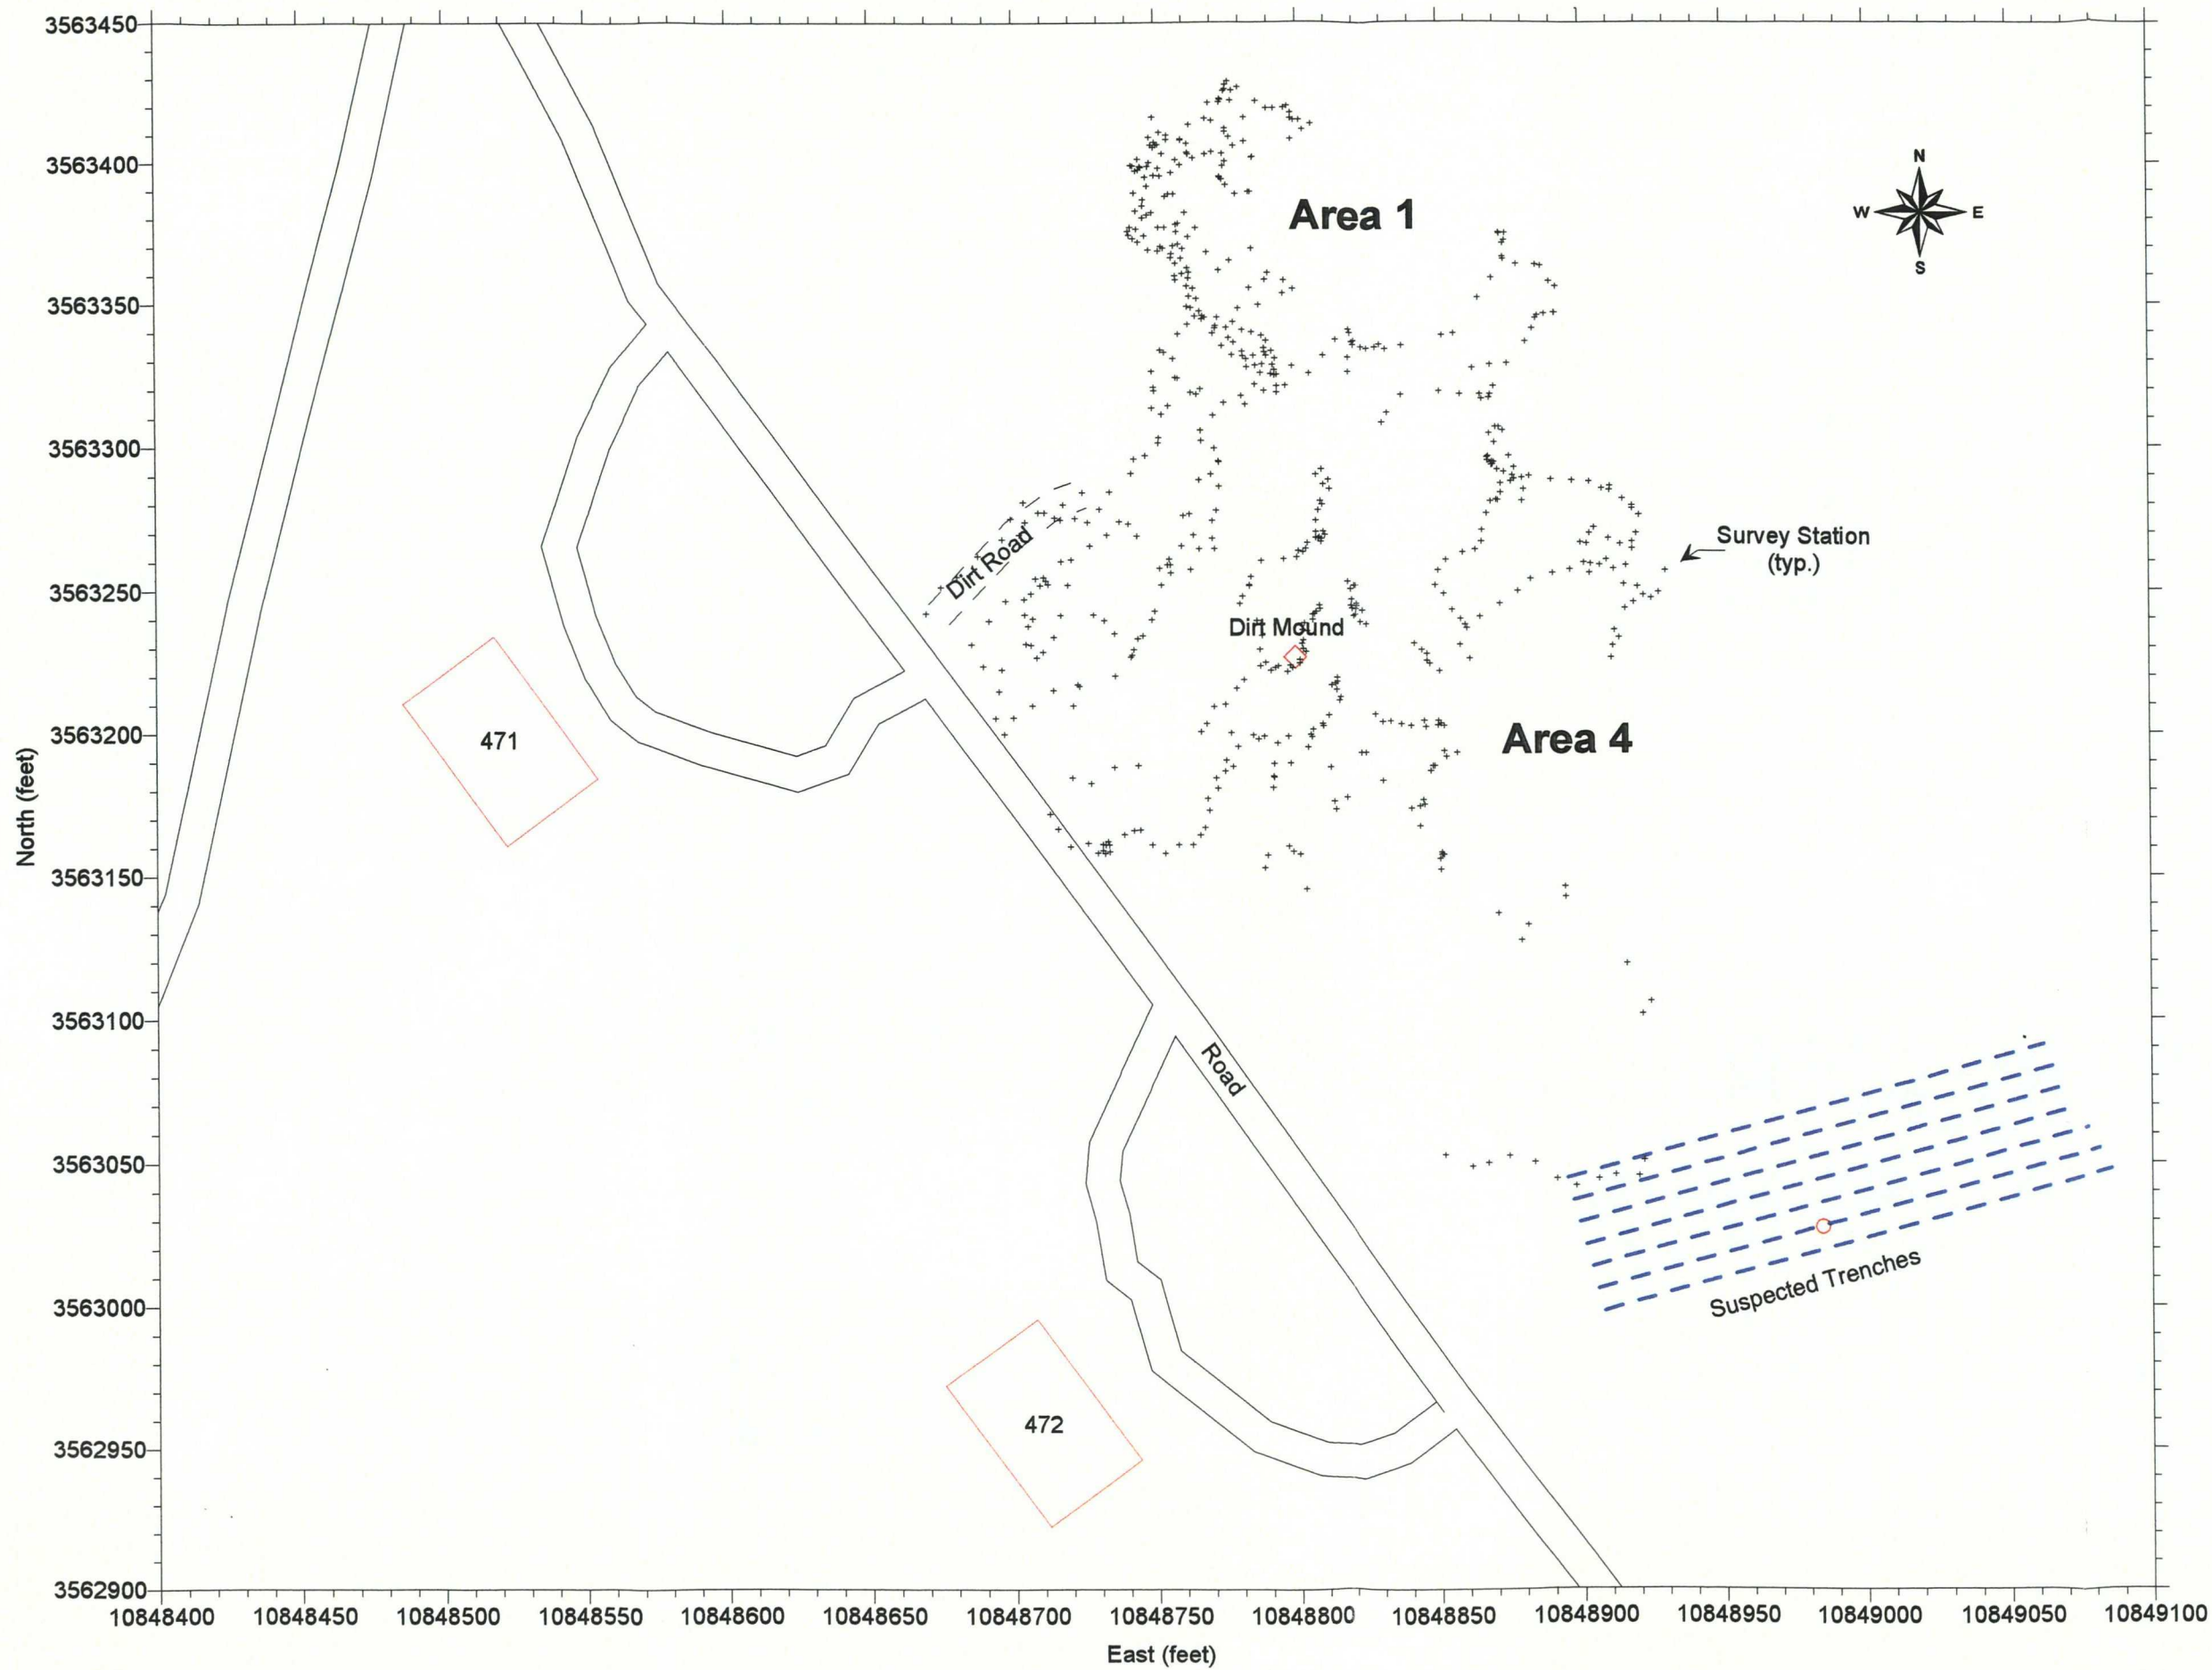 3563450
3563400
3563350
3563300
3563250
3563200
3563150
3563100
3563050
3563000
3562950
3562900
North (feet)
Area 1
N
W
E
S
Survey Station
(typ.)
Dirt Road
Dirt Mound
471
Area 4
Road
Suspected Trenches
472
10848400
10848450
10848500
10848550
10848600
10848650
10848700
10848750
10848800
10848850
10848900
10848950
10849000
10849050
10849100
East (feet)